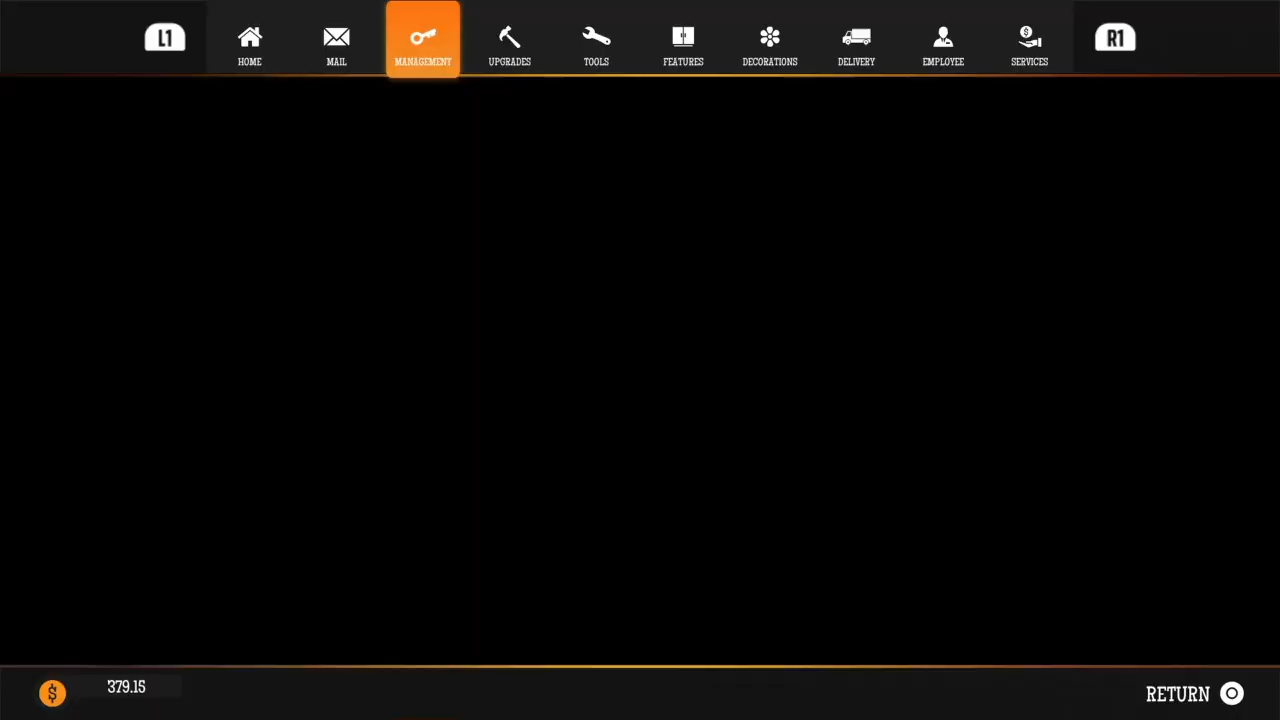 L1
HOME
MAIL
MANAGEMENT
UPGRADES
TOOLS
FEATURES
DECORATIONS
DELIVERY
EMPLOYEE
SERVICES
R1
$ 379.15
RETURN